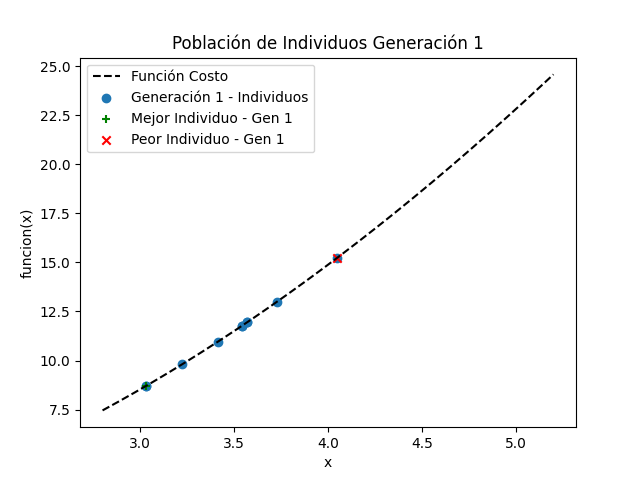 Población de Individuos Generación 1
25.0
22.5
20.0
17.5
15.0
12.5
10.0
7.5
funcion(x)
Función Costo
Generación 1 - Individuos
Mejor Individuo - Gen 1
Peor Individuo - Gen 1
3.0 3.5 4.0 4.5 5.0
x